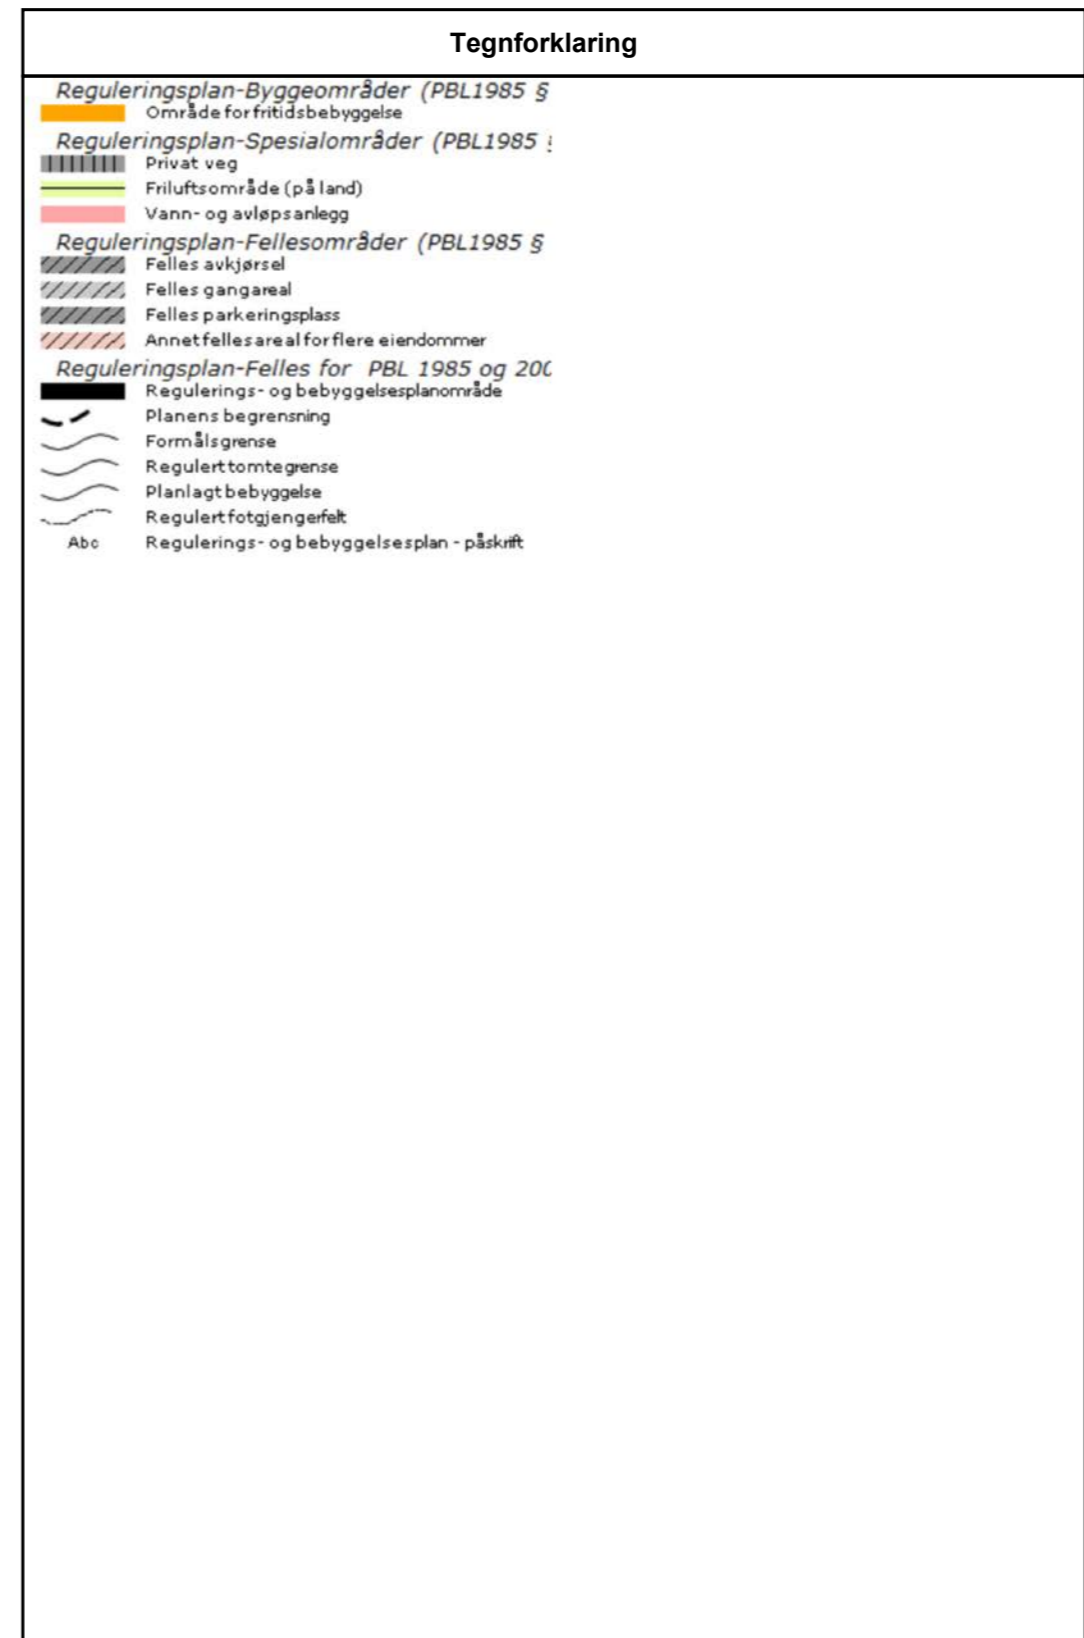 Tegnforklaring
Reguleringsplan-Byggeområder (PBL1985 §
Område for fritidsbebyggelse
Reguleringsplan-Spesialområder (PBL1985
Privat veg
Friluftsområde (på land)
Vann- og avløpsanlegg
Reguleringsplan-Fellesområder (PBL1985 §
Felles avkjørsel
Felles gangareal
Felles parkeringsplass
Annet fellesareal for flere eiendommer
Reguleringsplan-Felles for PBL 1985 og
Regulerings- og bebyggelsesplanområde
Planens begrensning
Formålsgrense
Regulert tomtegrense
Planlagt bebyggelse
Regulert fotgjengerfelt
Abc Regulerings- og bebyggelsesplan - påskrift